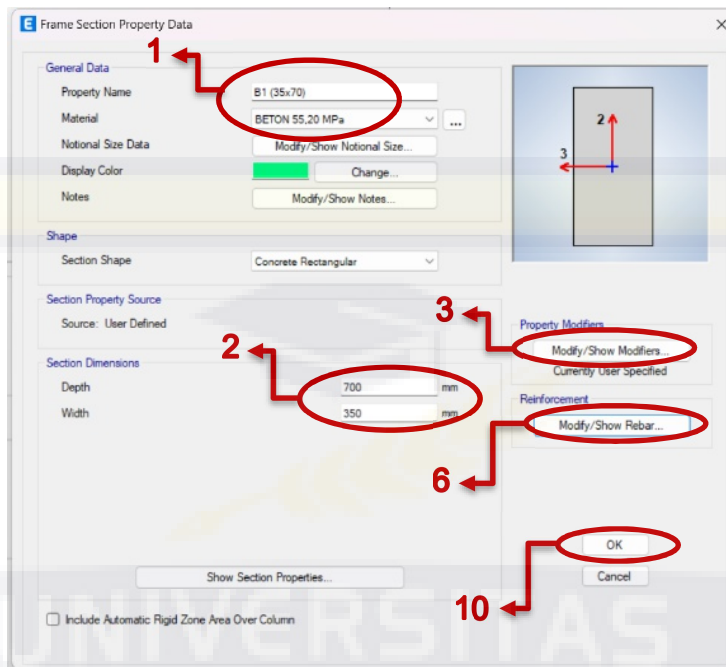 E Frame Section Property Data ×
1
General Data
Property Name B1 (35x70)
Material BETON 55,20 MPa ...
Notional Size Data Modify/Show Notional Size...
Display Color Change...
Notes Modify/Show Notes...
2
3
Shape
Section Shape Concrete Rectangular
Section Property Source
Source: User Defined
3
Property Modifiers
Modify/Show Modifiers...
Currently User Specified
2
Section Dimensions
Depth 700 mm
Width 350 mm
Reinforcement
Modify/Show Rebar...
6
OK
Show Section Properties... Cancel
10
Include Automatic Rigid Zone Area Over Column
UNIVERSITAS